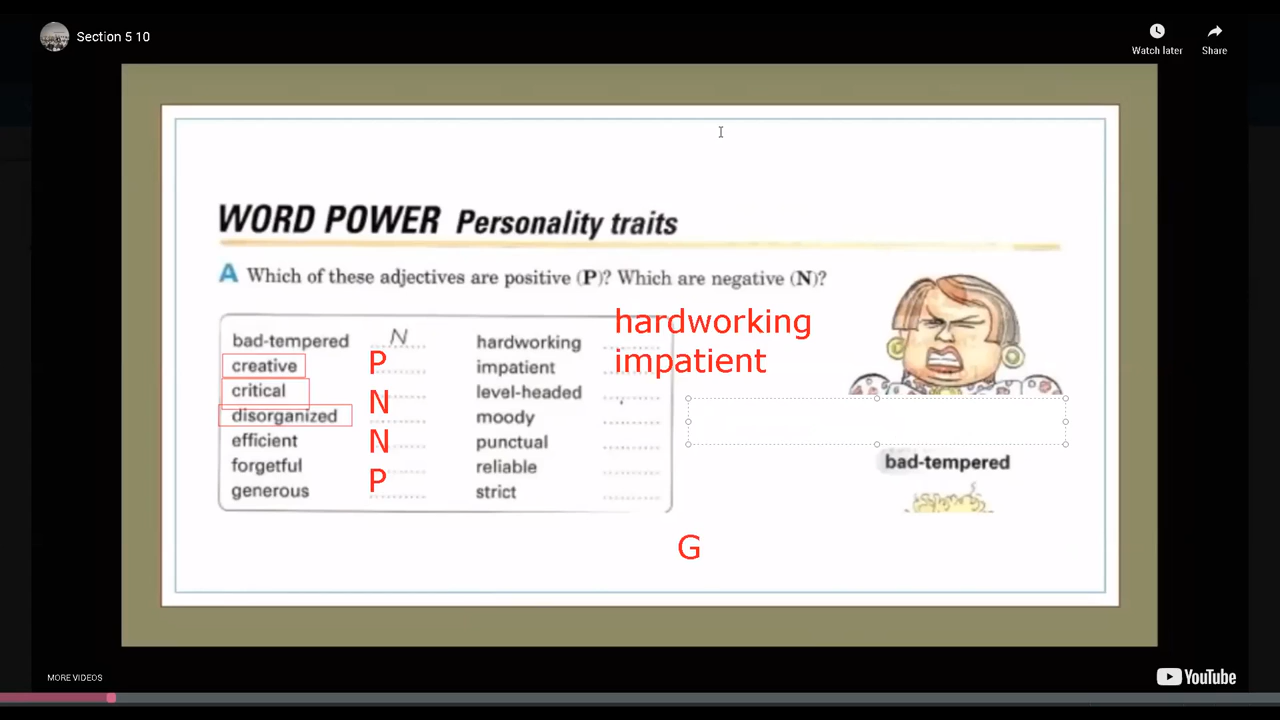 Section 5 10
Watch later
Share
WORD POWER Personality traits
A Which of these adjectives are positive (P)? Which are negative (N)?
bad-tempered N
creative P
critical N
disorganized
efficient N
forgetful
generous P
hardworking
impatient
level-headed
moody
punctual
reliable
strict
hardworking
impatient
bad-tempered
G
MORE VIDEOS
YouTube